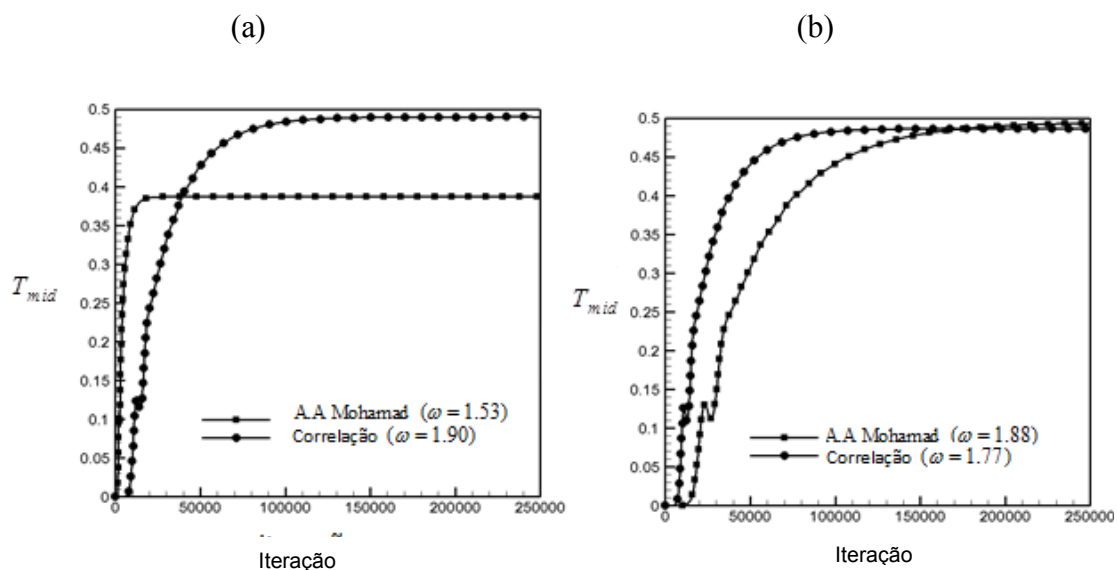 (a)
(b)
0.5
0.45
0.4
0.35
0.3
0.25
0.2
0.15
0.1
0.05
0
T mid
A.A Mohamad (ω = 1.53)
Correlação (ω = 1.90)
0 50000 100000 150000 200000 250000
Iteração
0.5
0.45
0.4
0.35
0.3
0.25
0.2
0.15
0.1
0.05
0
T mid
A.A Mohamad (ω = 1.88)
Correlação (ω = 1.77)
0 50000 100000 150000 200000 250000
Iteração